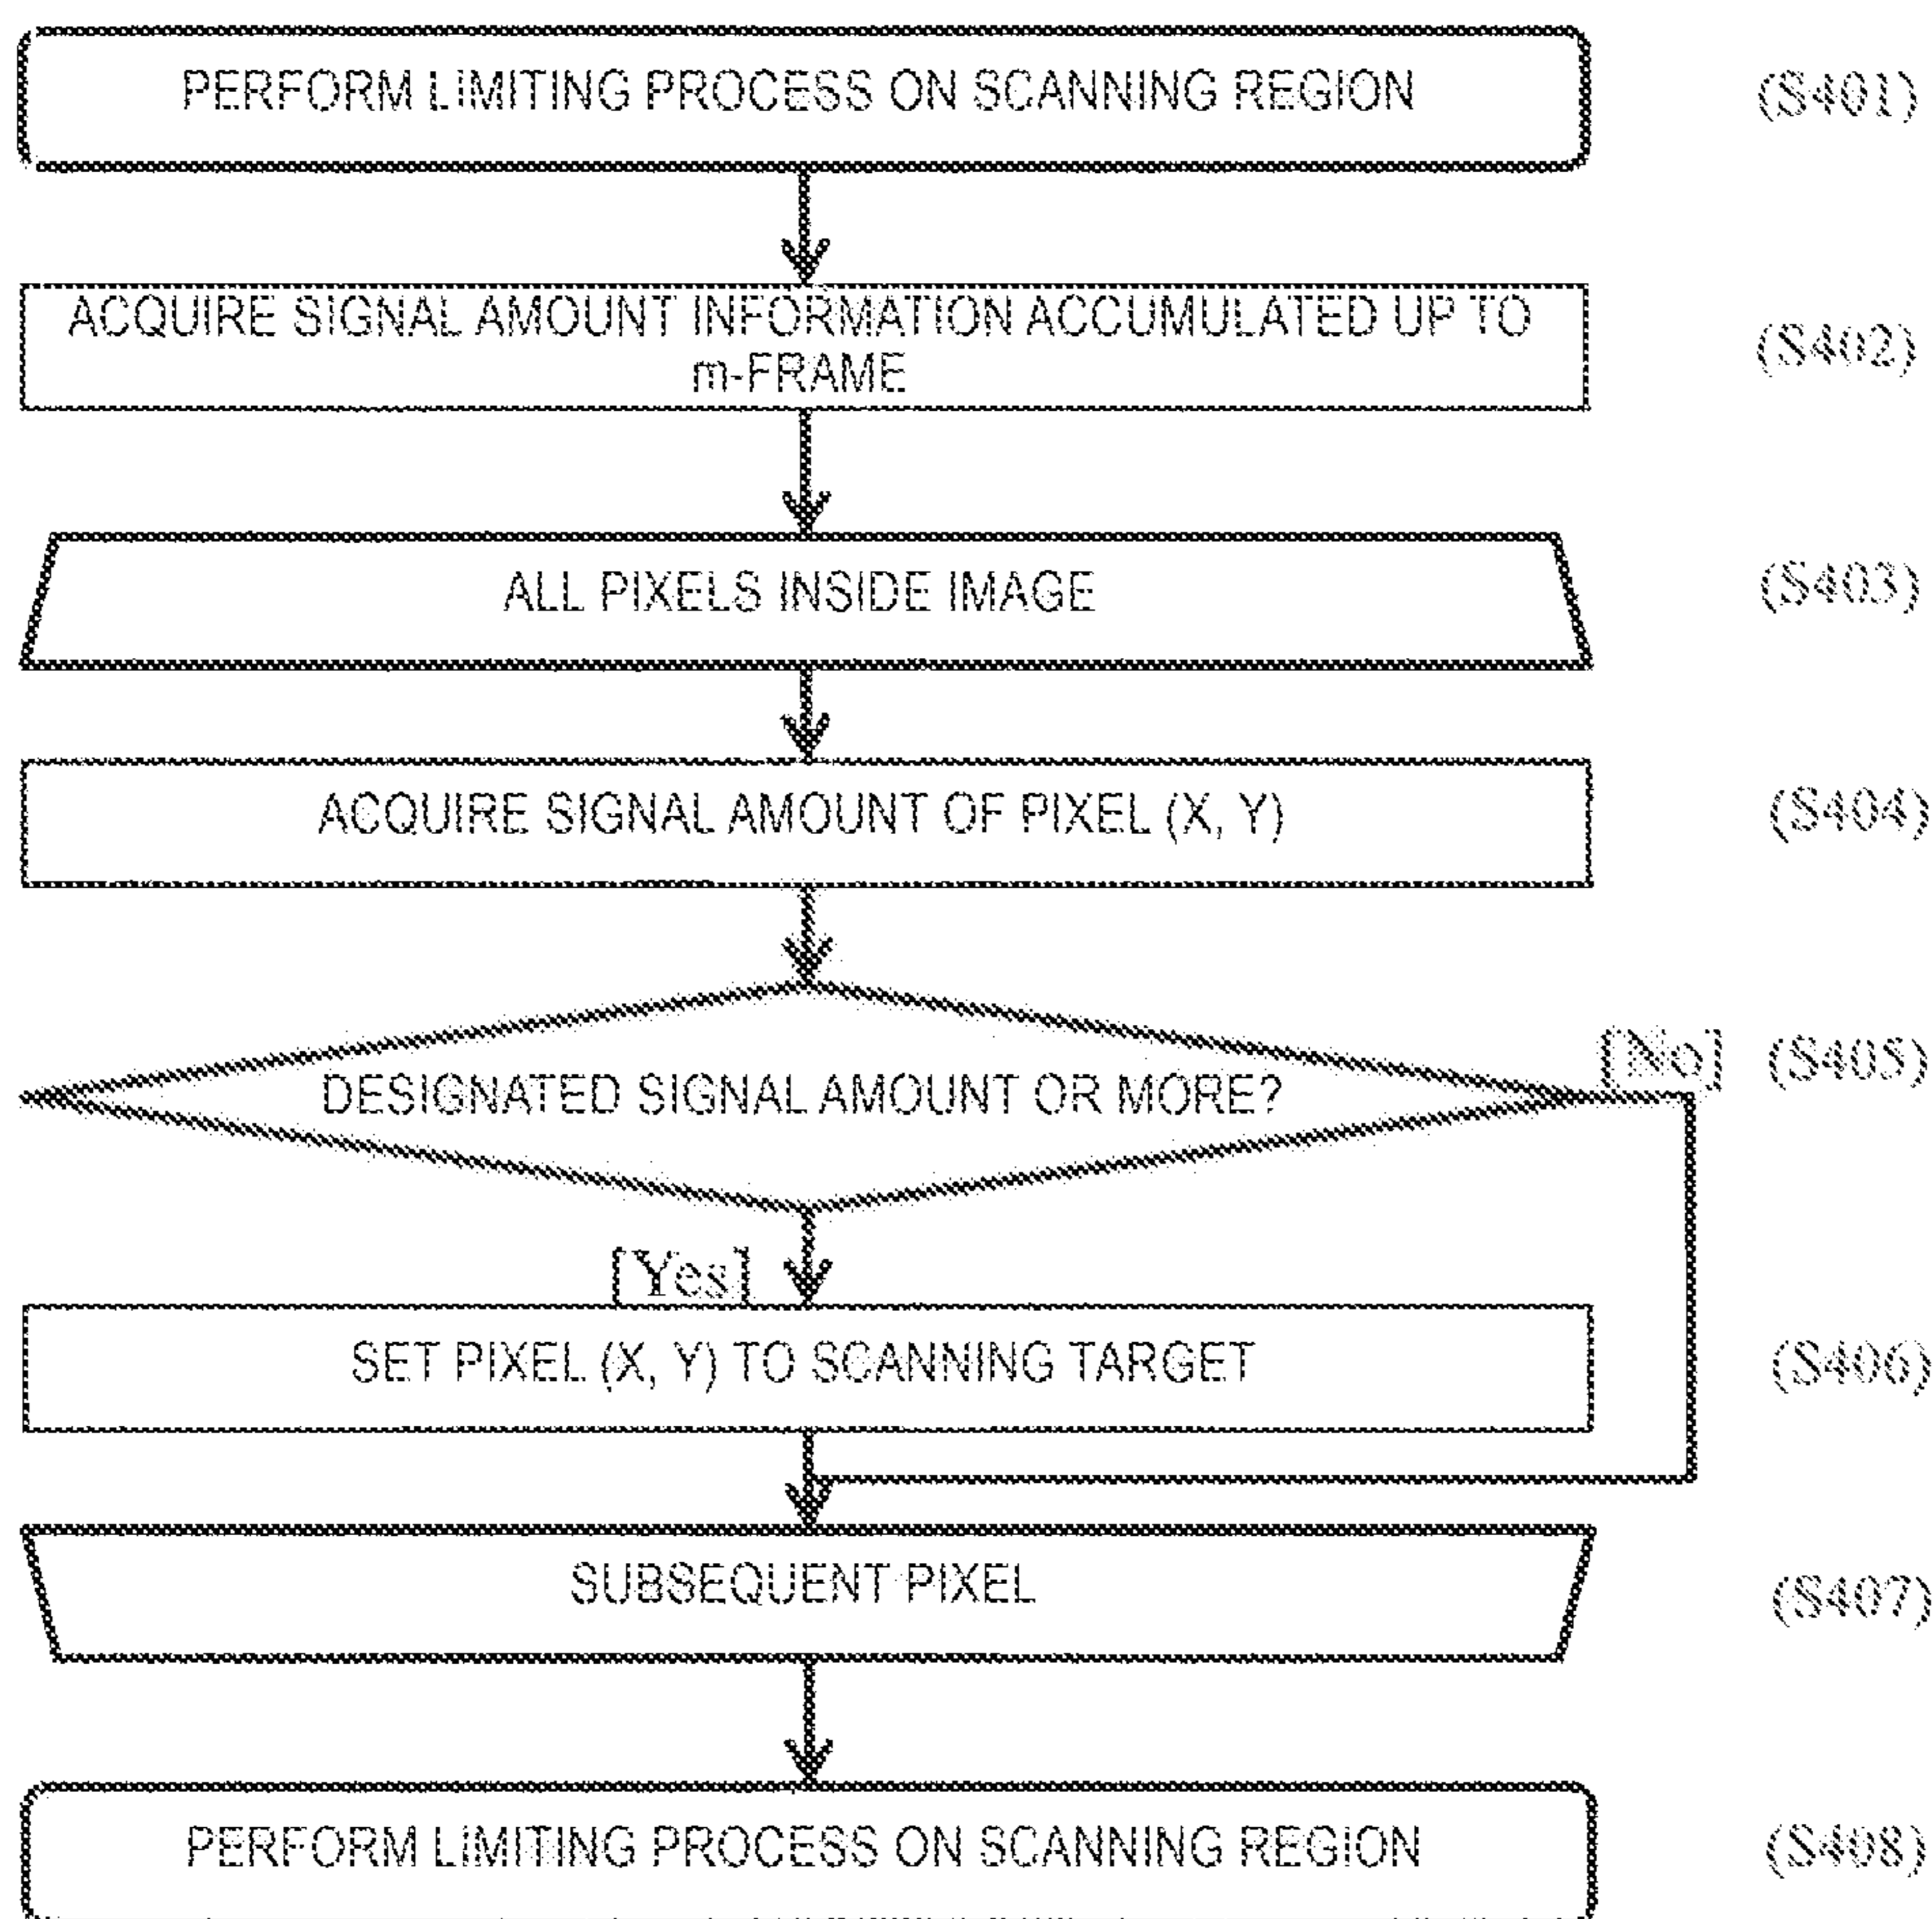 PERFORM LIMITING PROCESS ON SCANNING REGION
(S401)
ACQUIRE SIGNAL AMOUNT INFORMATION ACCUMULATED UP TO
m-FRAME
(S402)
ALL PIXELS INSIDE IMAGE
(S403)
ACQUIRE SIGNAL AMOUNT OF PIXEL (X, Y)
(S404)
DESIGNATED SIGNAL AMOUNT OR MORE?
[No]
(S405)
[Yes]
SET PIXEL (X, Y) TO SCANNING TARGET
(S406)
SUBSEQUENT PIXEL
(S407)
PERFORM LIMITING PROCESS ON SCANNING REGION
(S408)